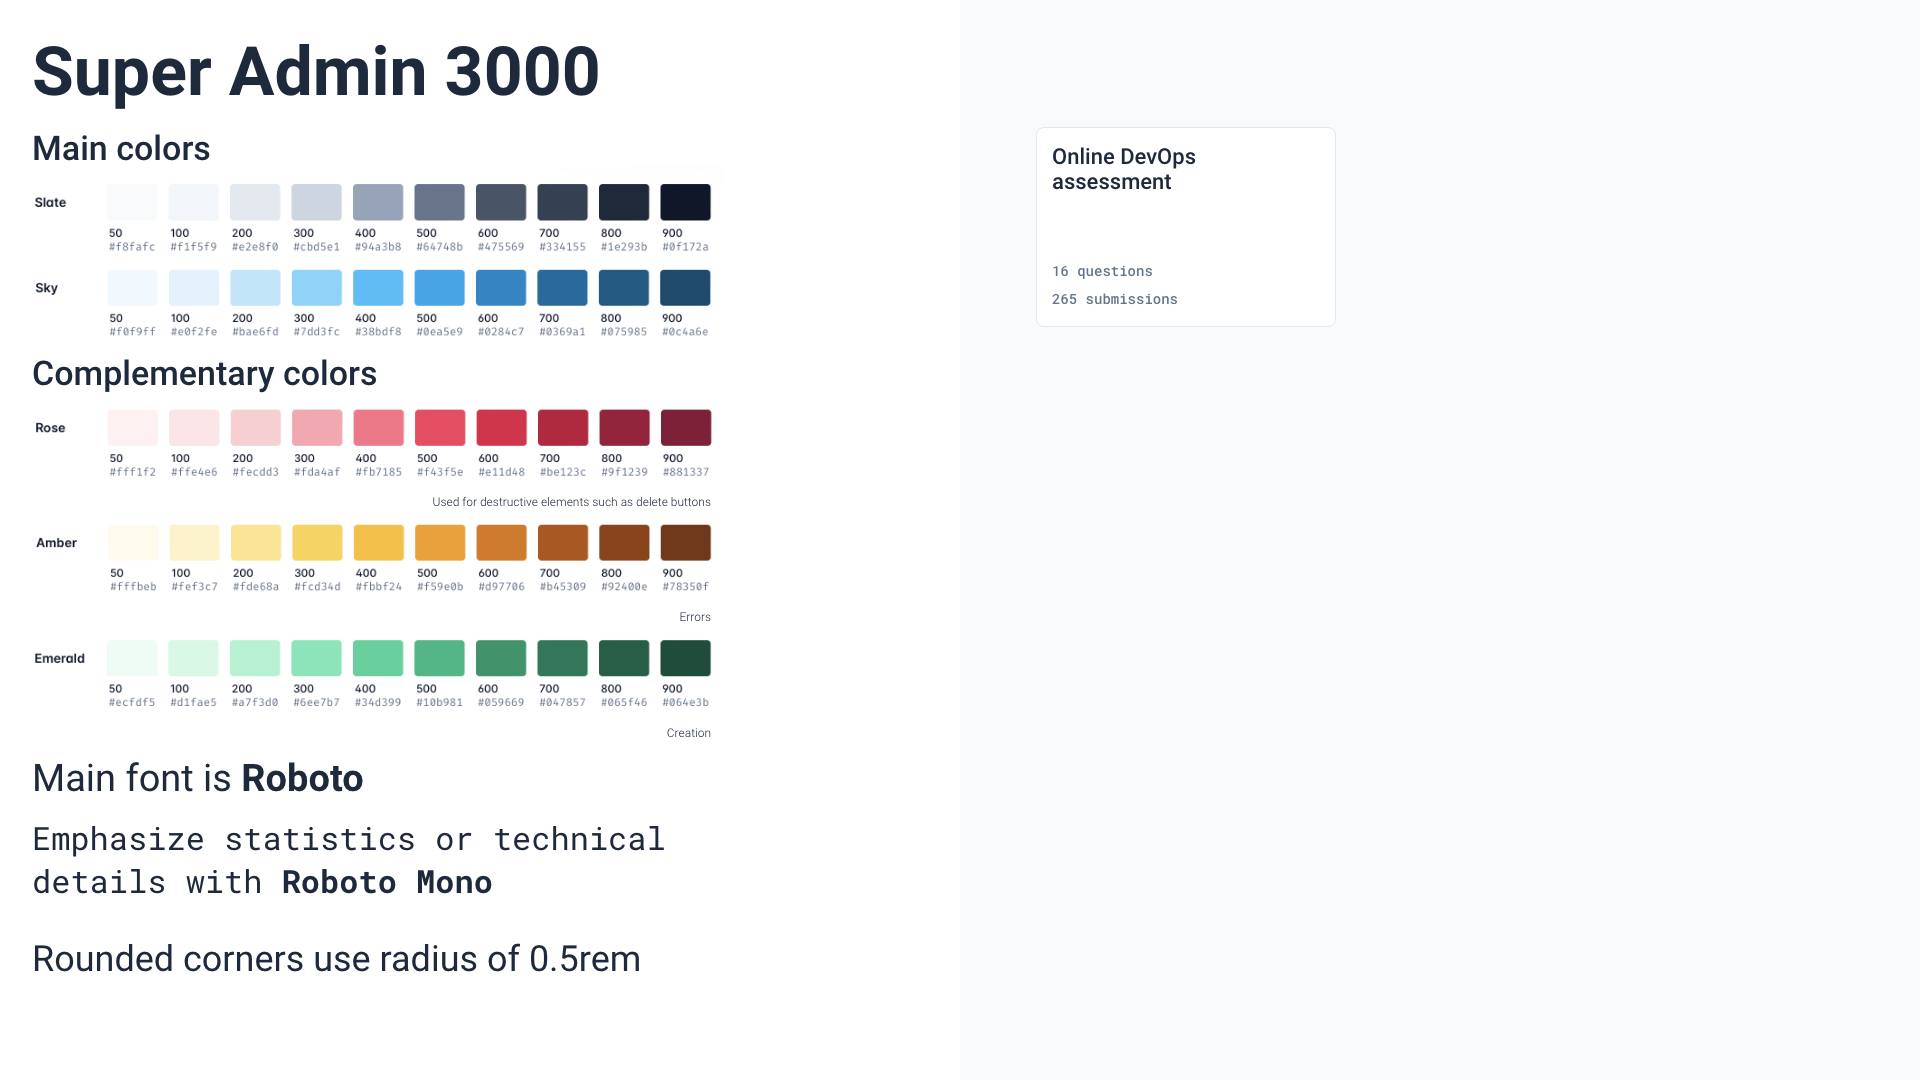 Super Admin 3000
Main colors
Slate
50 100 200 300 400 500 600 700 800 900
#f8fafc #f1f5f9 #e2e8f0 #cbd5e1 #94a3b8 #64748b #475569 #334155 #1e293b #0f172a
Sky
50 100 200 300 400 500 600 700 800 900
#f0f9ff #e0f2fe #bae6fd #7dd3fc #38bdf8 #0ea5e9 #0284c7 #0369a1 #075985 #0c4a6e
Complementary colors
Rose
50 100 200 300 400 500 600 700 800 900
#fff1f2 #ffe4e6 #fecdd3 #fda4af #fb7185 #f43f5e #e11d48 #be123c #9f1239 #881337
Used for destructive elements such as delete buttons
Amber
50 100 200 300 400 500 600 700 800 900
#fffbeb #fef3c7 #fde68a #fcd34d #fbbf24 #f59e0b #d97706 #b45309 #92400e #78350f
Errors
Emerald
50 100 200 300 400 500 600 700 800 900
#ecfdf5 #d1fae5 #a7f3d0 #6ee7b7 #34d399 #10b981 #059669 #047857 #065f46 #064e3b
Creation
Main font is Roboto
Emphasize statistics or technical
details with Roboto Mono
Rounded corners use radius of 0.5rem
Online DevOps
assessment
16 questions
265 submissions